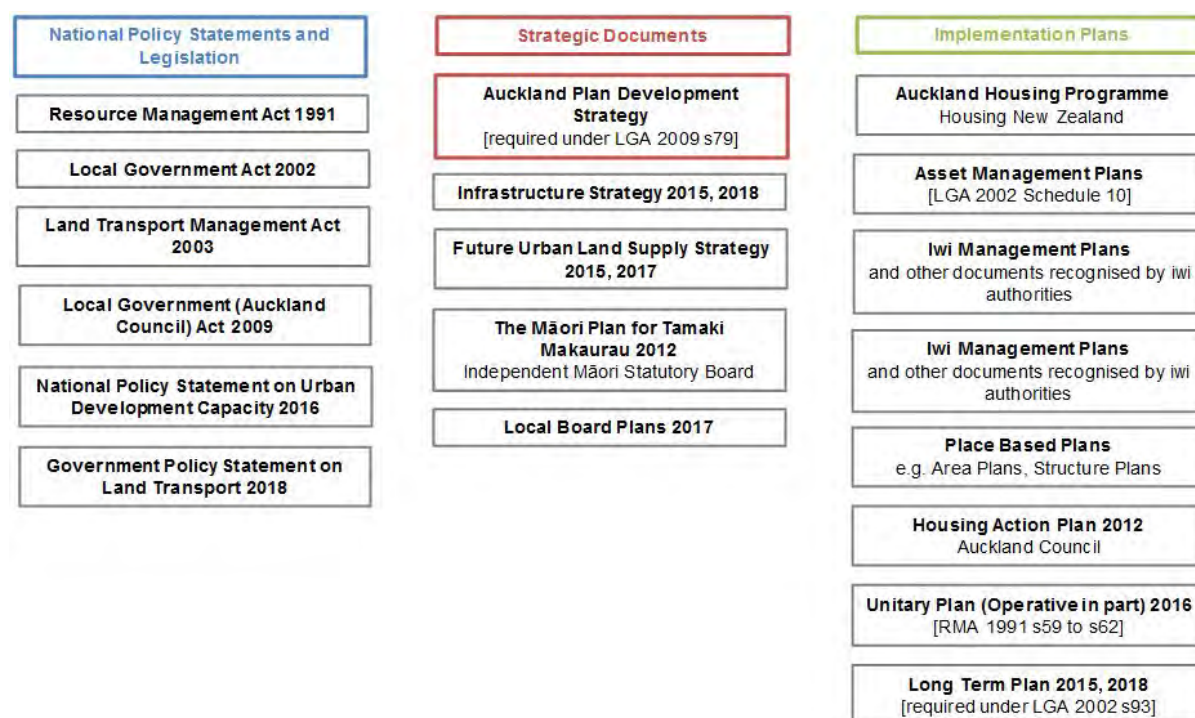 National Policy Statements and
Legislation
Resource Management Act 1991
Local Government Act 2002
Land Transport Management Act
2003
Local Government (Auckland
Council) Act 2009
National Policy Statement on Urban
Development Capacity 2016
Government Policy Statement on
Land Transport 2018
Strategic Documents
Auckland Plan Development
Strategy
[required under LGA 2009 s79]
Infrastructure Strategy 2015, 2018
Future Urban Land Supply Strategy
2015, 2017
The Māori Plan for Tamaki
Makaurau 2012
Independent Māori Statutory Board
Local Board Plans 2017
Implementation Plans
Auckland Housing Programme
Housing New Zealand
Asset Management Plans
[LGA 2002 Schedule 10]
Iwi Management Plans
and other documents recognised by iwi
authorities
Iwi Management Plans
and other documents recognised by iwi
authorities
Place Based Plans
e.g. Area Plans, Structure Plans
Housing Action Plan 2012
Auckland Council
Unitary Plan (Operative in part) 2016
[RMA 1991 s59 to s62]
Long Term Plan 2015, 2018
[required under LGA 2002 s93]